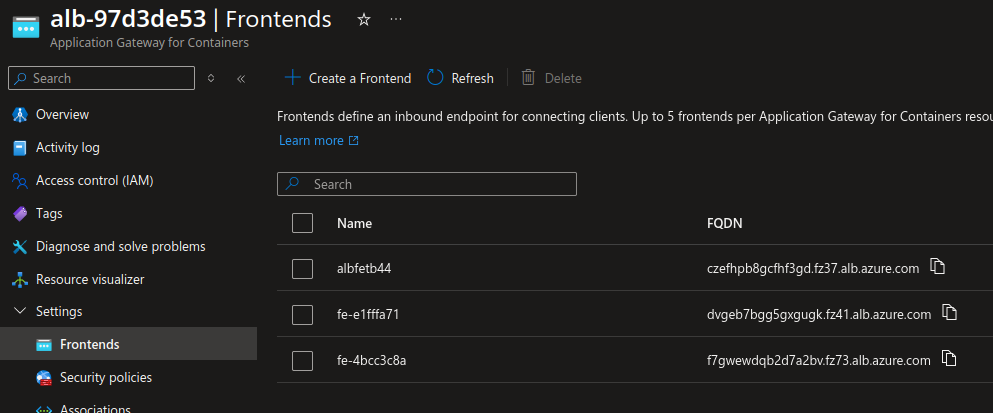 alb-97d3de53 | Frontends
Application Gateway for Containers
Search
Create a Frontend Refresh Delete
Overview
Frontends define an inbound endpoint for connecting clients. Up to 5 frontends per Application Gateway for Containers resou
Learn more
Activity log
Access control (IAM)
Search
Tags
Name FQDN
Diagnose and solve problems
albfetb44 czefhpb8gcfhf3gd.fz37.alb.azure.com
Resource visualizer
Settings
fe-e1fffa71 dvgeb7bgg5gxgugk.fz41.alb.azure.com
Frontends
fe-4bcc3c8a f7gwewdqb2d7a2bv.fz73.alb.azure.com
Security policies
Associations